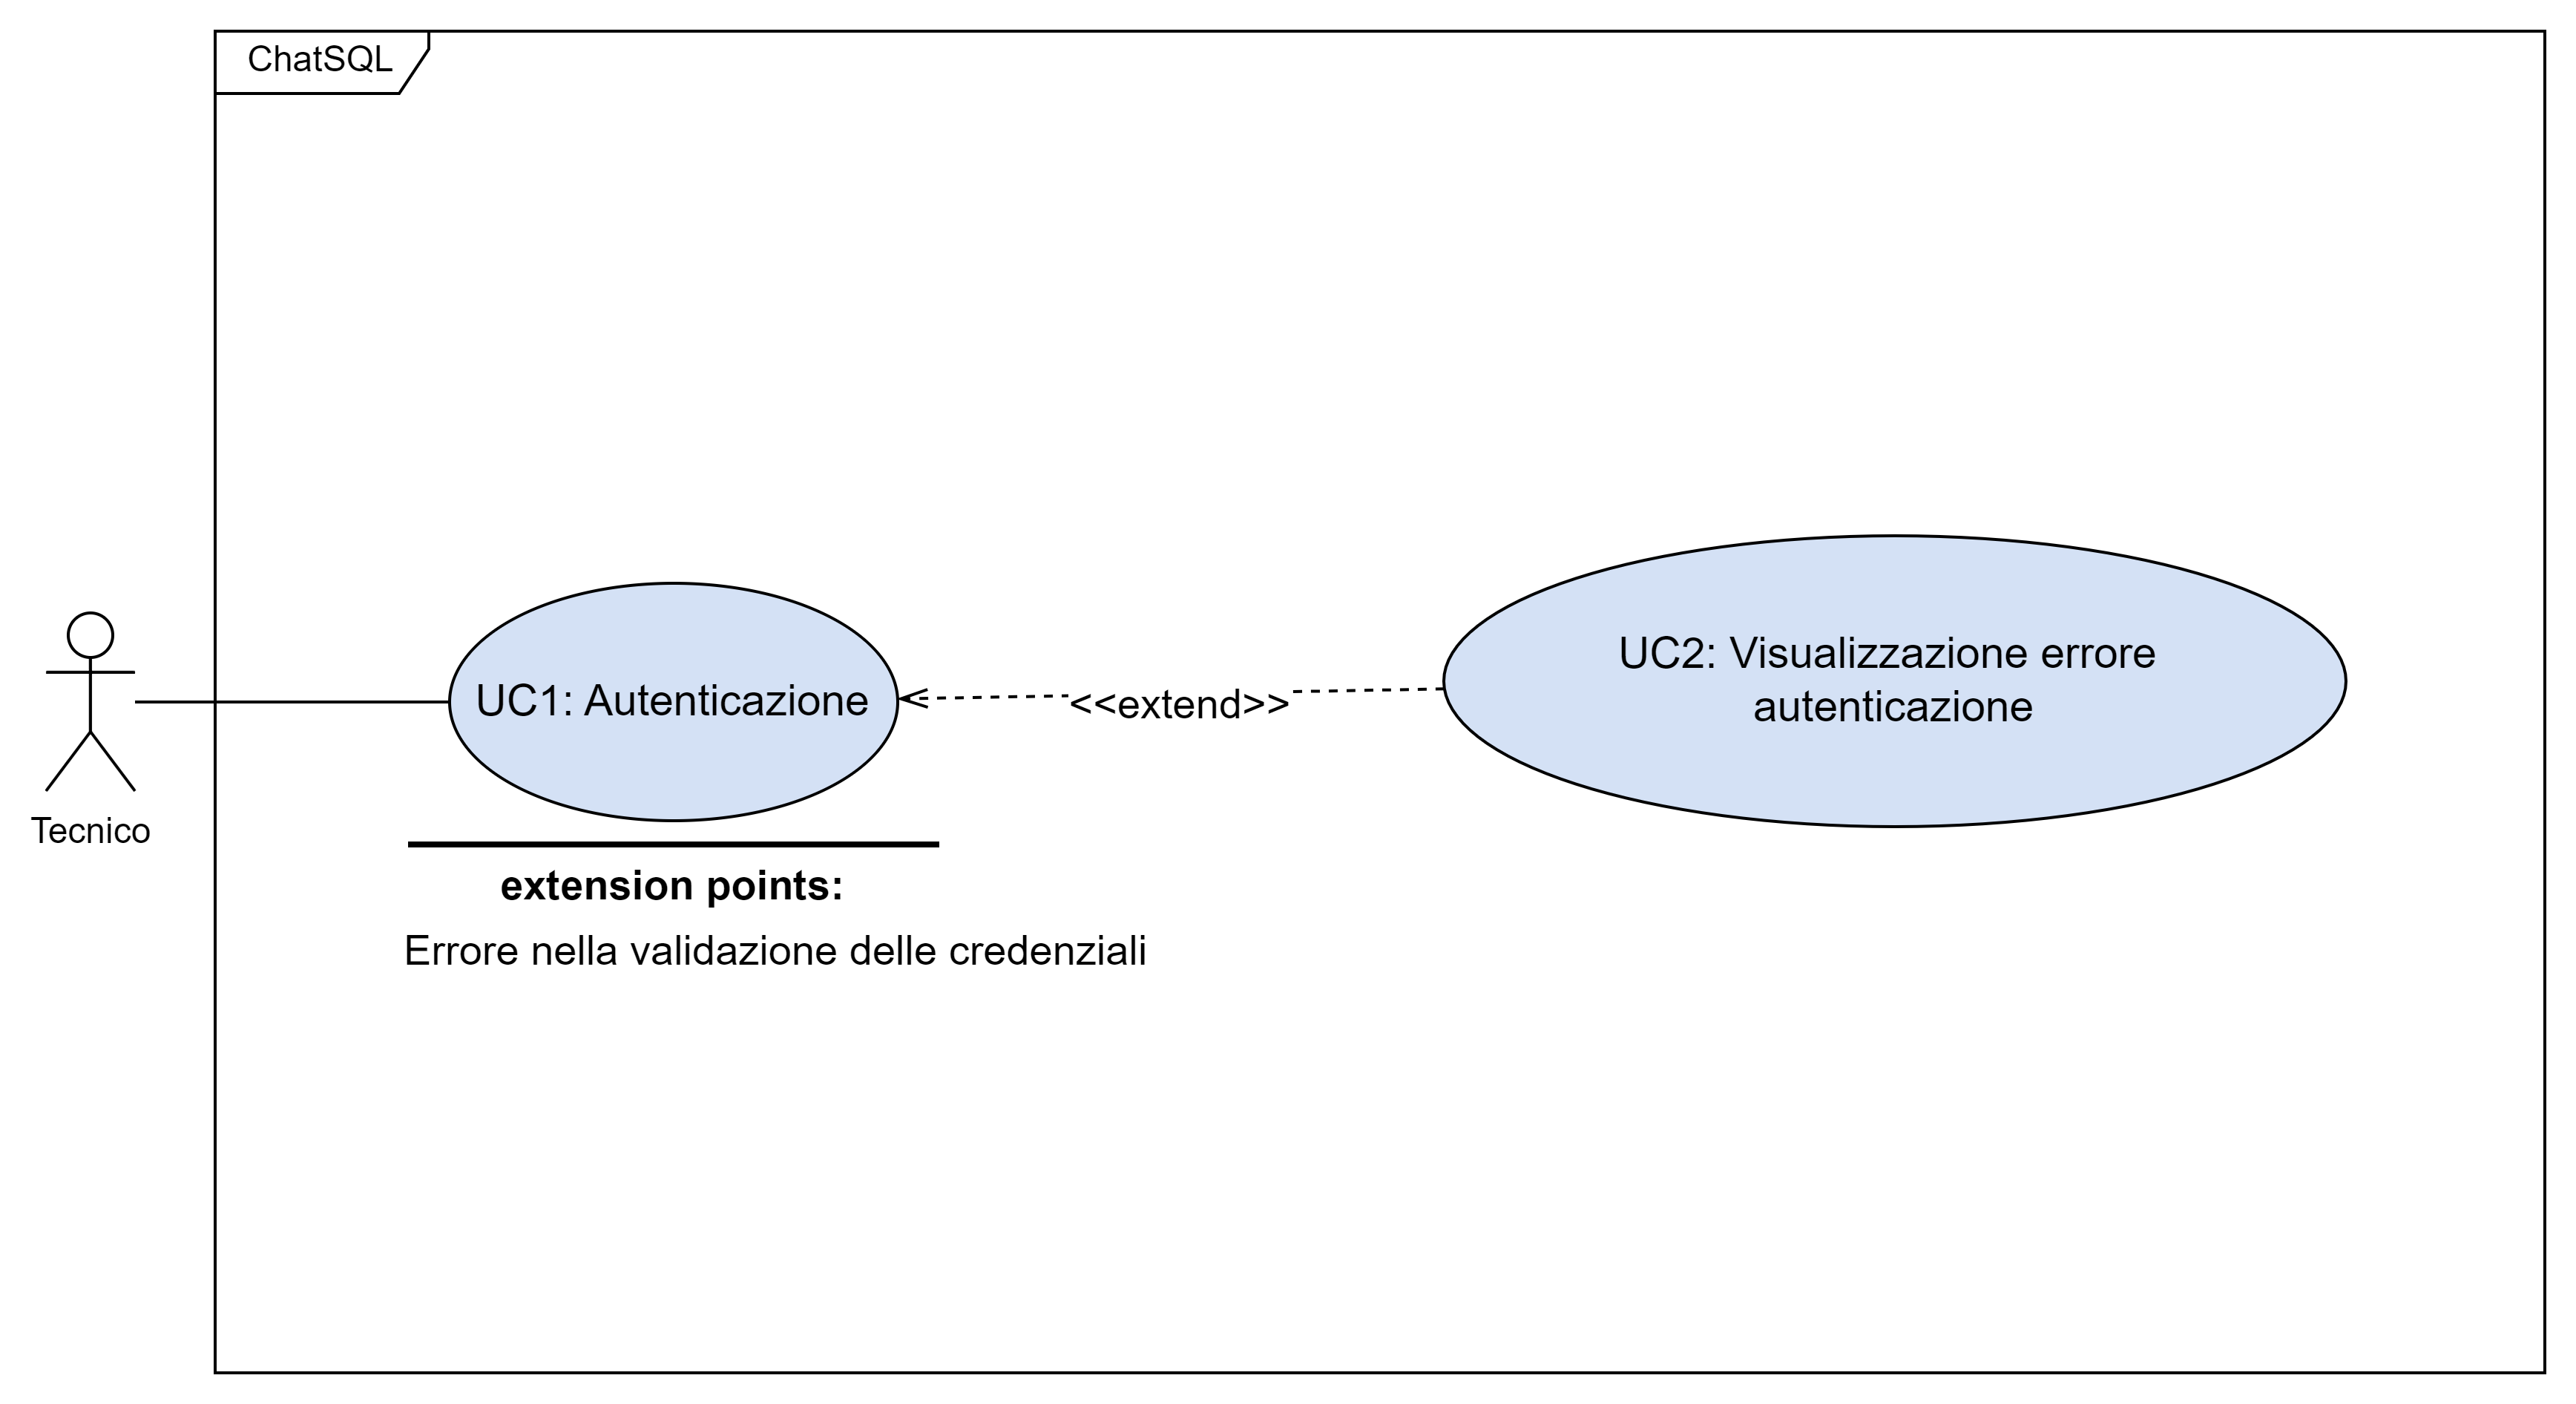 ChatSQL
Tecnico
UC1: Autenticazione
<<extend>>
UC2: Visualizzazione errore
autenticazione
extension points:
Errore nella validazione delle credenziali